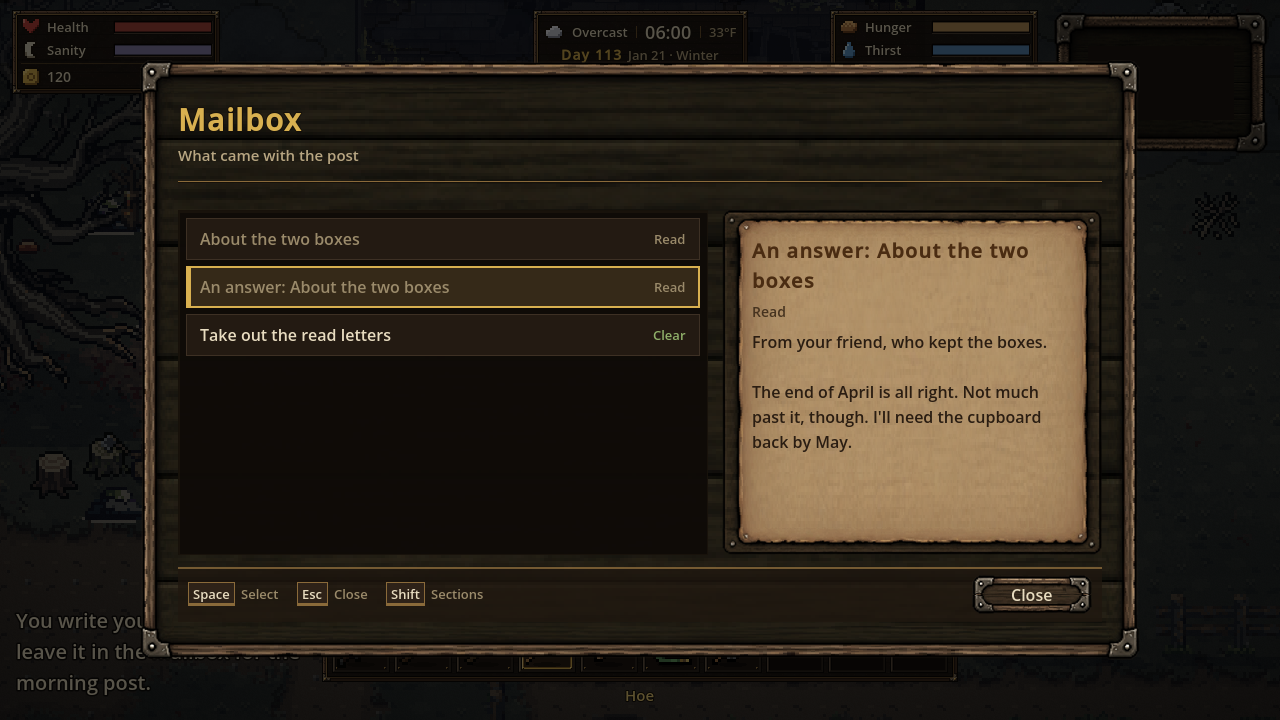 Health
Sanity
120
Overcast
06:00
33°F
Day 113 Jan 21 · Winter
Hunger
Thirst
Mailbox
What came with the post
About the two boxes
Read
An answer: About the two boxes
Read
Take out the read letters
Clear
An answer: About the two
boxes
Read
From your friend, who kept the boxes.
The end of April is all right. Not much
past it, though. I'll need the cupboard
back by May.
Space Select
Esc Close
Shift Sections
Close
You write you
leave it in the
morning post.
Hoe